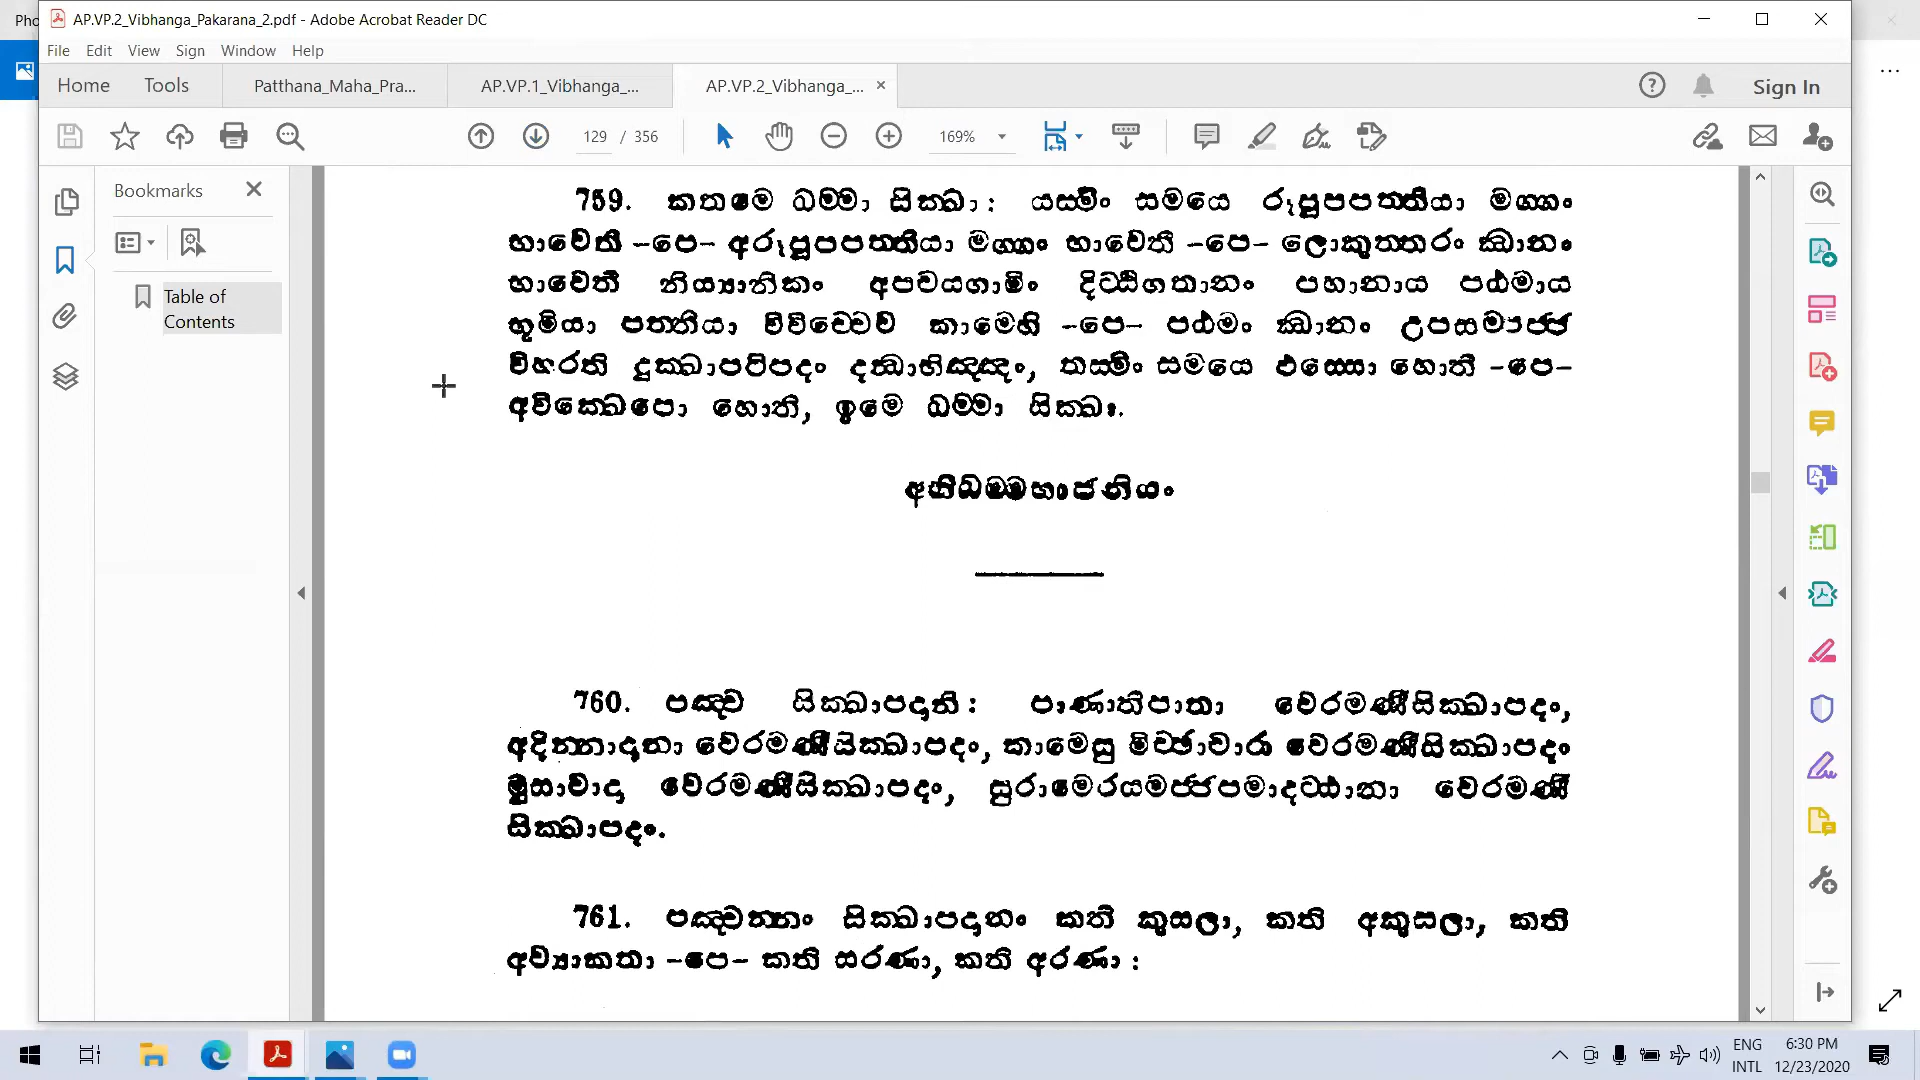 Pho
AP.VP.2_Vibhanga_Pakarana_2.pdf - Adobe Acrobat Reader DC
File Edit View Sign Window Help
Home Tools Patthana_Maha_Pra... AP.VP.1_Vibhanga_... AP.VP.2_Vibhanga_... × Sign In
129 / 356 169%
Bookmarks
Table of
Contents
759. කතමෙ ධම්මා සික්ඛා: යස්මිං සමයෙ රූපූපපත්තියා මග්ගං
භාවෙති -පෙ- අරූපූපපත්තියා මග්ගං භාවෙති -පෙ- ලොකුත්තරං ඣානං
භාවෙති නිය්‍යානිකං අපචයගාමිං දිට්ඨිගතානං පහානාය පඨමාය
භූමියා පත්තියා විවිච්චෙව කාමෙහි -පෙ- පඨමං ඣානං උපසම්පජ්ජ
විහරති දුක්ඛාපටිපදං දන්ධාභිඤ්ඤං, තස්මිං සමයෙ ඵස්සො හොති -පෙ-
අවික්ඛෙපො හොති, ඉමෙ ධම්මා සික්ඛා.
අභිධම්මභාජනියං
760. පඤ්ච සික්ඛාපදානි: පාණාතිපාතා වෙරමණීසික්ඛාපදං,
අදින්නාදානා වෙරමණීසික්ඛාපදං, කාමෙසු මිච්ඡාචාරා වෙරමණීසික්ඛාපදං
මුසාවාදා වෙරමණීසික්ඛාපදං, සුරාමෙරයමජ්ජපමාදට්ඨානා වෙරමණී
සික්ඛාපදං.
761. පඤ්චන්නං සික්ඛාපදානං කති කුසලා, කති අකුසලා, කති
අව්‍යාකතා -පෙ- කති සරණා, කති අරණා :
ENG 6:30 PM
INTL 12/23/2020